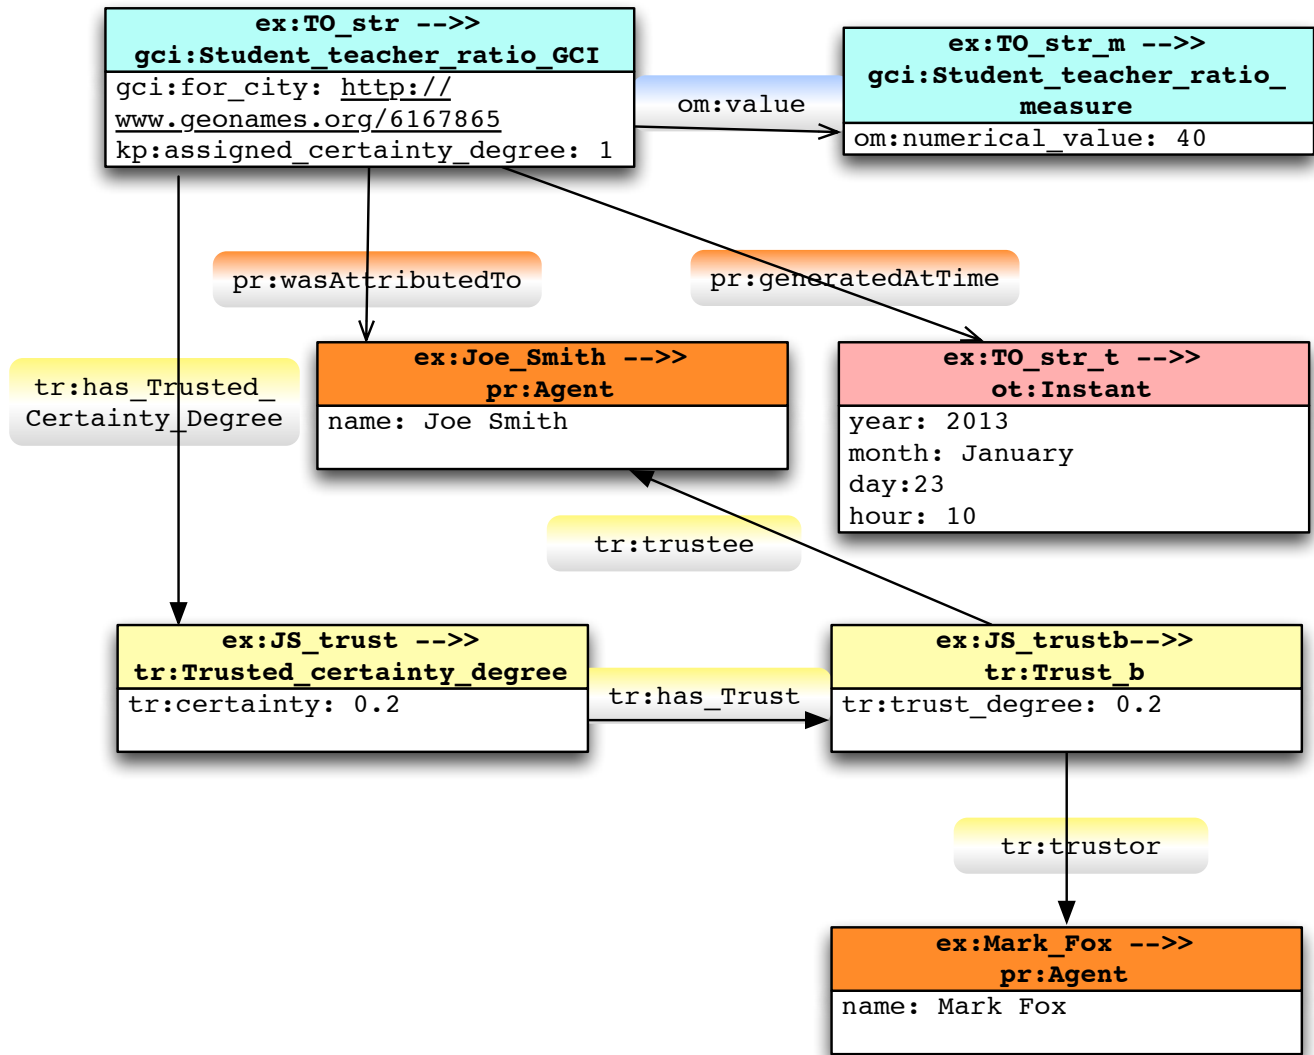 ex:TO_str -->>
gci:Student_teacher_ratio_GCI
gci:for_city: http://
www.geonames.org/6167865
kp:assigned_certainty_degree: 1
om:value
ex:TO_str_m -->>
gci:Student_teacher_ratio_
measure
om:numerical_value: 40
pr:wasAttributedTo
pr:generatedAtTime
tr:has_Trusted_
Certainty_Degree
ex:Joe_Smith -->>
pr:Agent
name: Joe Smith
ex:TO_str_t -->>
ot:Instant
year: 2013
month: January
day:23
hour: 10
tr:trustee
ex:JS_trust -->>
tr:Trusted_certainty_degree
tr:certainty: 0.2
tr:has_Trust
ex:JS_trustb-->>
tr:Trust_b
tr:trust_degree: 0.2
tr:trustor
ex:Mark_Fox -->>
pr:Agent
name: Mark Fox